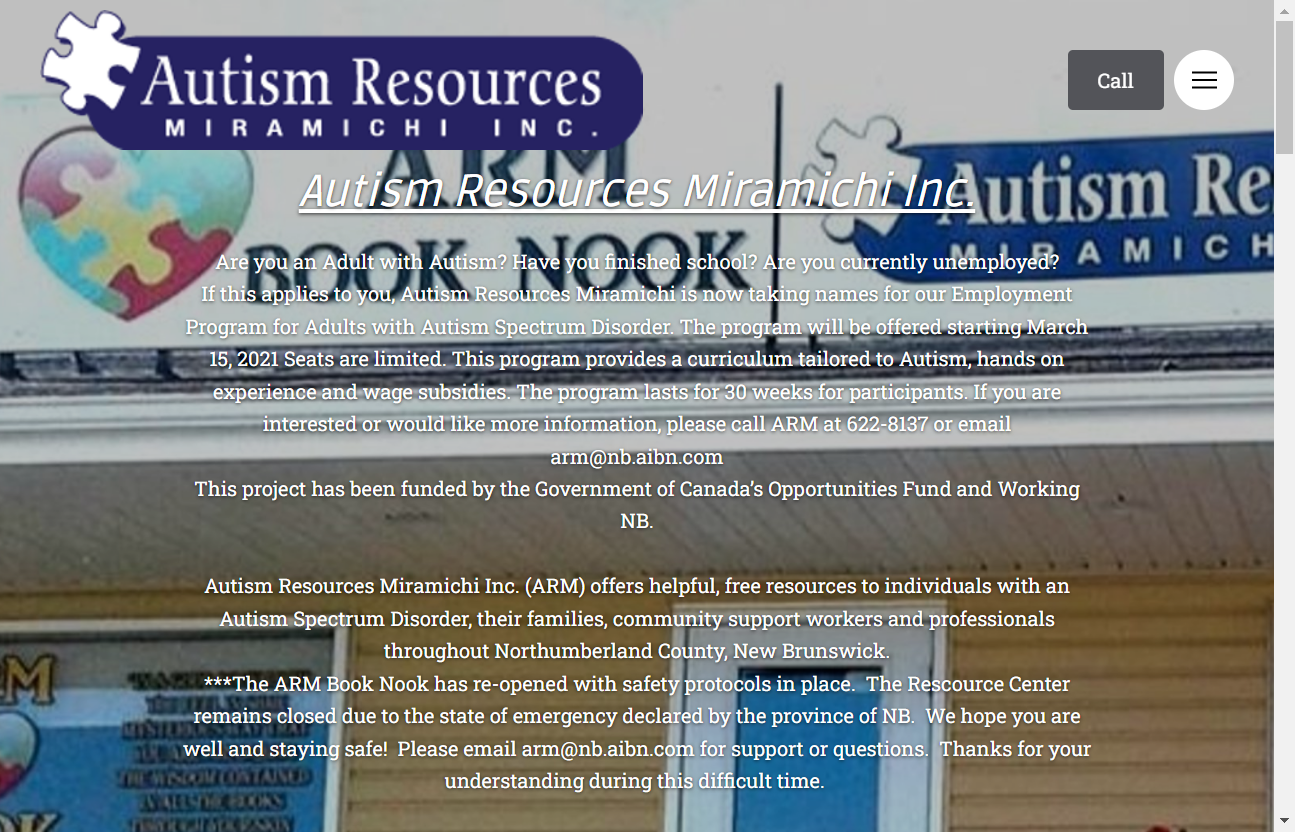 Autism Resources
MIRAMICHI INC.
Call
ARM
BOOK NOOK
Autism Re
MIRAMICH
Autism Resources Miramichi Inc.
Are you an Adult with Autism? Have you finished school? Are you currently unemployed?
If this applies to you, Autism Resources Miramichi is now taking names for our Employment
Program for Adults with Autism Spectrum Disorder. The program will be offered starting March
15, 2021 Seats are limited. This program provides a curriculum tailored to Autism, hands on
experience and wage subsidies. The program lasts for 30 weeks for participants. If you are
interested or would like more information, please call ARM at 622-8137 or email
arm@nb.aibn.com
This project has been funded by the Government of Canada’s Opportunities Fund and Working
NB.
Autism Resources Miramichi Inc. (ARM) offers helpful, free resources to individuals with an
Autism Spectrum Disorder, their families, community support workers and professionals
throughout Northumberland County, New Brunswick.
***The ARM Book Nook has re-opened with safety protocols in place.  The Rescource Center
remains closed due to the state of emergency declared by the province of NB.  We hope you are
well and staying safe!  Please email arm@nb.aibn.com for support or questions.  Thanks for your
understanding during this difficult time.